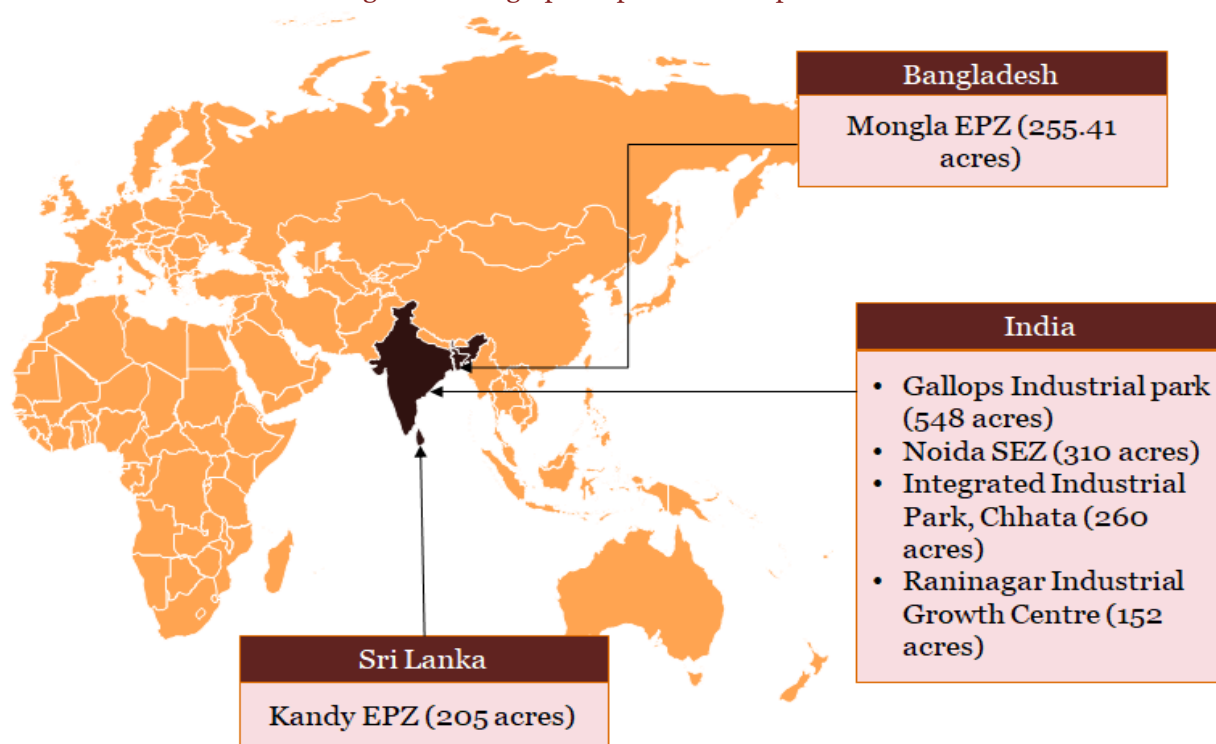 Bangladesh
Mongla EPZ (255.41
acres)
India
• Gallops Industrial park
(548 acres)
• Noida SEZ (310 acres)
• Integrated Industrial
Park, Chhata (260
acres)
• Raninagar Industrial
Growth Centre (152
acres)
Sri Lanka
Kandy EPZ (205 acres)